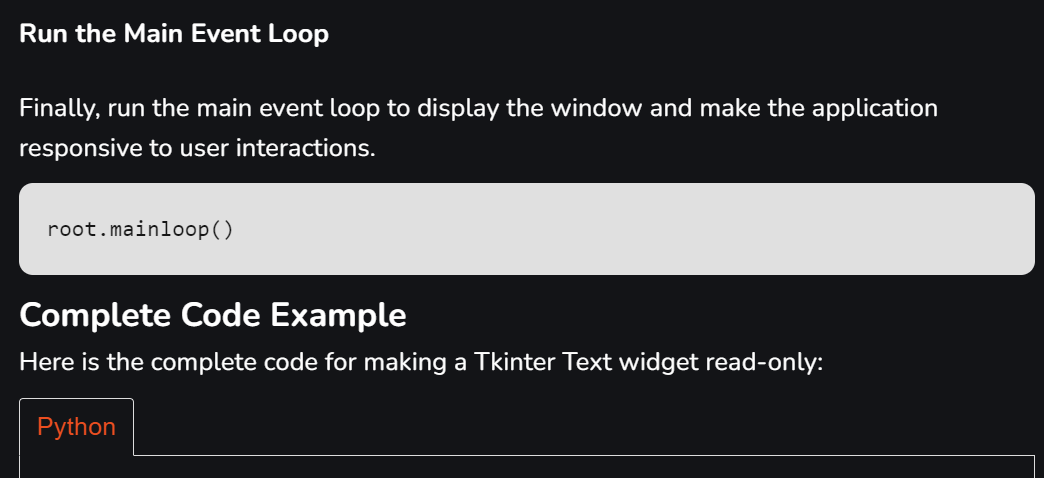 Run the Main Event Loop
Finally, run the main event loop to display the window and make the application
responsive to user interactions.
root.mainloop()
Complete Code Example
Here is the complete code for making a Tkinter Text widget read-only:
Python